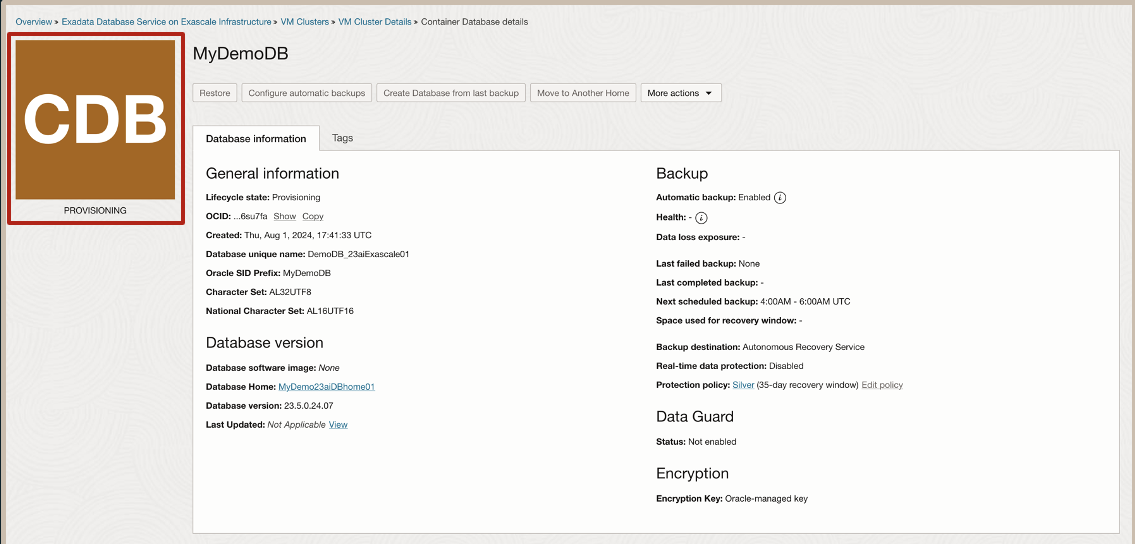 Overview » Exadata Database Service on Exascale Infrastructure » VM Clusters » VM Cluster Details » Container Database details
CDB
PROVISIONING
MyDemoDB
Restore Configure automatic backups Create Database from last backup Move to Another Home More actions
Database information Tags
General information
Lifecycle state: Provisioning
OCID: ...6su7fa Show Copy
Created: Thu, Aug 1, 2024, 17:41:33 UTC
Database unique name: DemoDB_23aiExascale01
Oracle SID Prefix: MyDemoDB
Character Set: AL32UTF8
National Character Set: AL16UTF16
Database version
Database software image: None
Database Home: MyDemo23aiDBhome01
Database version: 23.5.0.24.07
Last Updated: Not Applicable View
Backup
Automatic backup: Enabled i
Health: - i
Data loss exposure: -
Last failed backup: None
Last completed backup: -
Next scheduled backup: 4:00AM - 6:00AM UTC
Space used for recovery window: -
Backup destination: Autonomous Recovery Service
Real-time data protection: Disabled
Protection policy: Silver (35-day recovery window) Edit policy
Data Guard
Status: Not enabled
Encryption
Encryption Key: Oracle-managed key